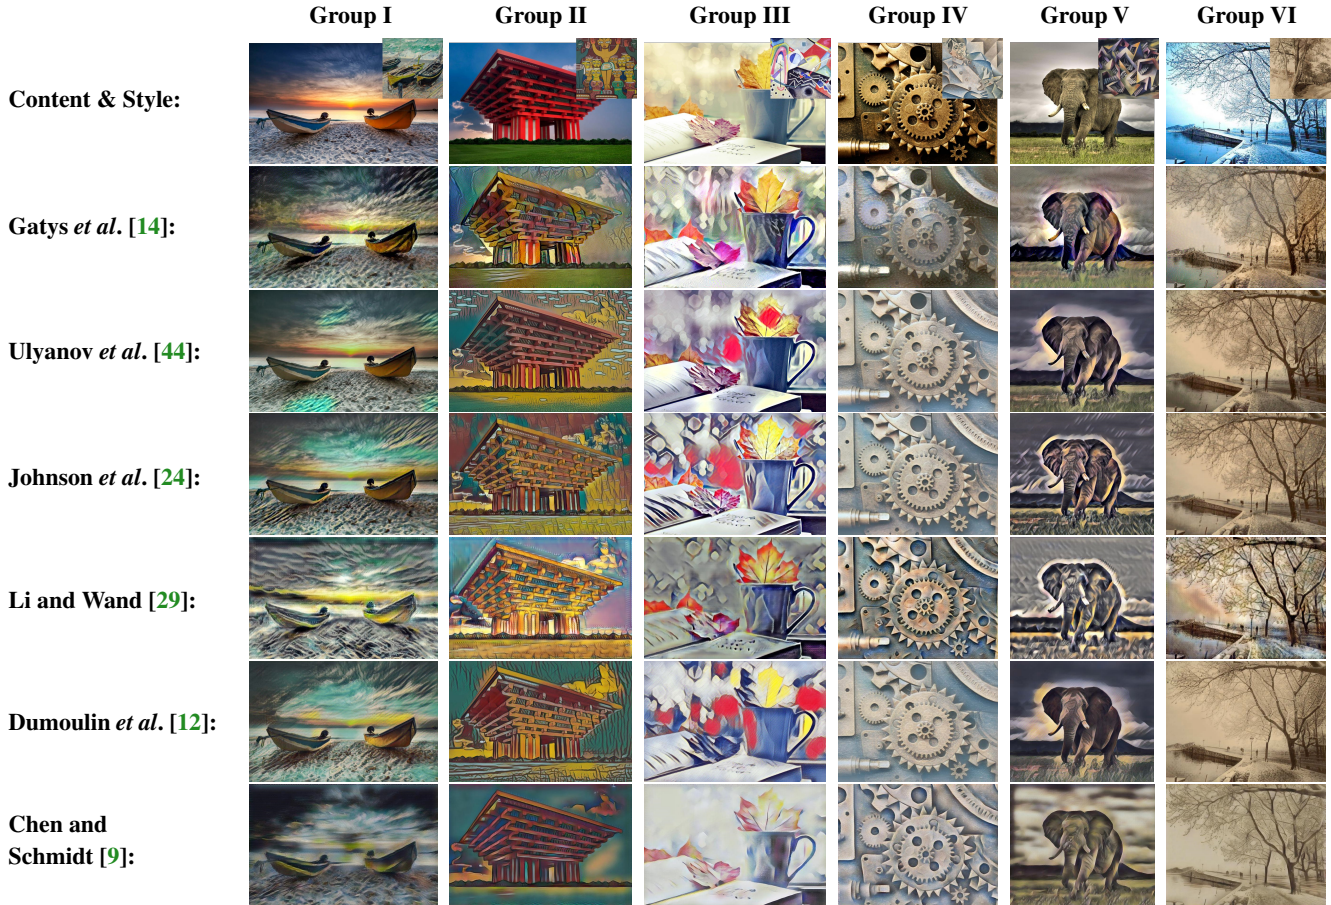 Group I Group II Group III Group IV Group V Group VI
Content & Style:
Gatys et al. [14]:
Ulyanov et al. [44]:
Johnson et al. [24]:
Li and Wand [29]:
Dumoulin et al. [12]:
Chen and
Schmidt [9]: